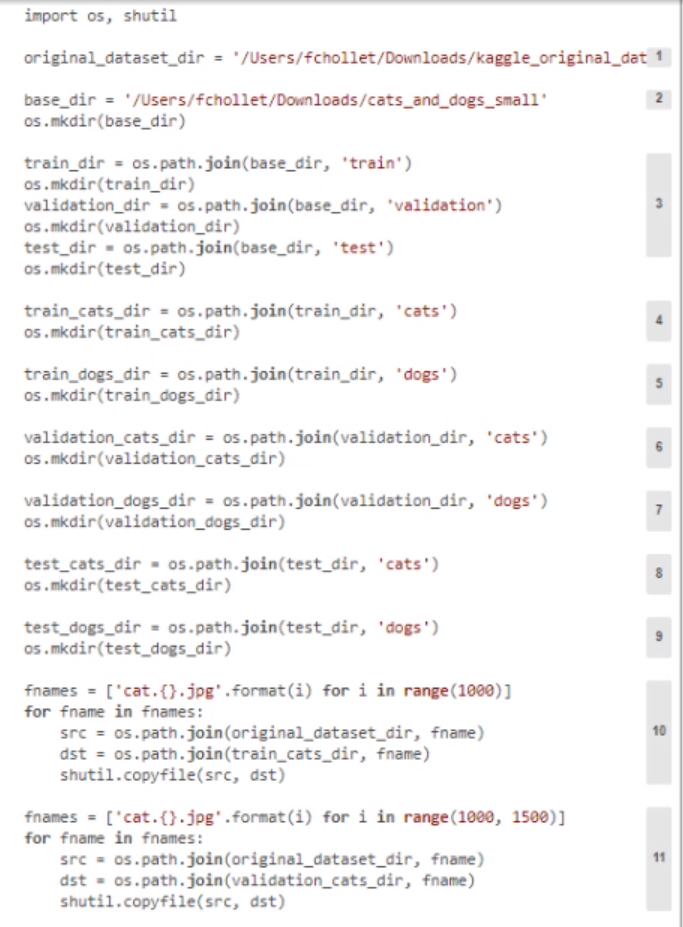 import os, shutil
original_dataset_dir = '/Users/fchollet/Downloads/kaggle_original_dat 1
base_dir = '/Users/fchollet/Downloads/cats_and_dogs_small' 2
os.mkdir(base_dir)
train_dir = os.path.join(base_dir, 'train')
os.mkdir(train_dir)
validation_dir = os.path.join(base_dir, 'validation') 3
os.mkdir(validation_dir)
test_dir = os.path.join(base_dir, 'test')
os.mkdir(test_dir)
train_cats_dir = os.path.join(train_dir, 'cats') 4
os.mkdir(train_cats_dir)
train_dogs_dir = os.path.join(train_dir, 'dogs') 5
os.mkdir(train_dogs_dir)
validation_cats_dir = os.path.join(validation_dir, 'cats') 6
os.mkdir(validation_cats_dir)
validation_dogs_dir = os.path.join(validation_dir, 'dogs') 7
os.mkdir(validation_dogs_dir)
test_cats_dir = os.path.join(test_dir, 'cats') 8
os.mkdir(test_cats_dir)
test_dogs_dir = os.path.join(test_dir, 'dogs') 9
os.mkdir(test_dogs_dir)
fnames = ['cat.{}.jpg'.format(i) for i in range(1000)]
for fname in fnames:
    src = os.path.join(original_dataset_dir, fname) 10
    dst = os.path.join(train_cats_dir, fname)
    shutil.copyfile(src, dst)
fnames = ['cat.{}.jpg'.format(i) for i in range(1000, 1500)]
for fname in fnames:
    src = os.path.join(original_dataset_dir, fname) 11
    dst = os.path.join(validation_cats_dir, fname)
    shutil.copyfile(src, dst)